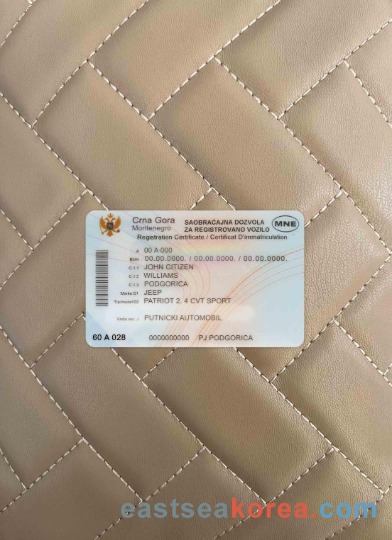 Crna Gora
Montenegro
SAOBRAĆAJNA DOZVOLA
ZA REGISTROVANO VOZILO
MNE
Registration Certificate / Certificat D'immatriculation
A 00 A 000
B/H 00.00.0000. / 00.00.0000. / 00.00.0000.
C.1.1 JOHN CITIZEN
C.1.2 WILLIAMS
C.1.3 PODGORICA
Marka/D1 JEEP
PATRIOT 2. 4 CVT SPORT
PUTNICKI AUTOMOBIL
60 A 028 0000000000 PJ PODGORICA
eastseakorea.com